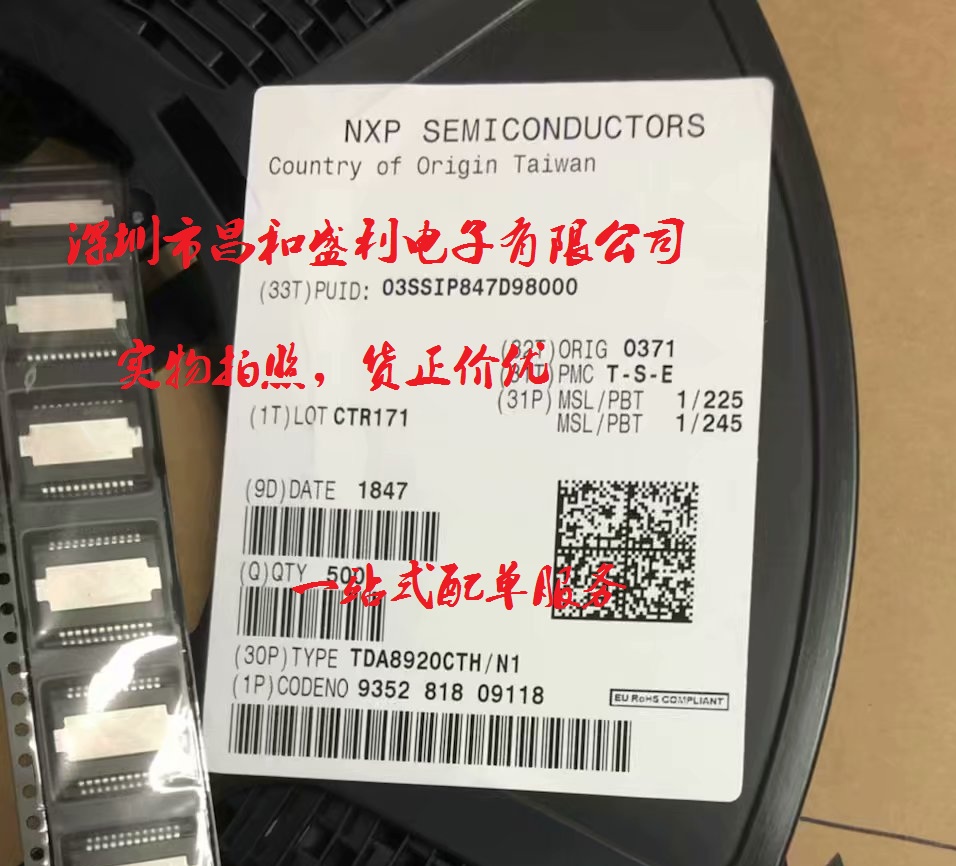 NXP SEMICONDUCTORS
Country of Origin Taiwan
深圳市昌和盛利电子有限公司
(33T)PUID: 03SSIP847D98000
(32T)ORIG 0371
实物拍照，货正价优
(31T)PMC T-S-E
(31P)MSL/PBT 1/225
MSL/PBT 1/245
(1T)LOT CTR171
(9D)DATE 1847
(Q)QTY 500
一站式配单服务
(30P)TYPE TDA8920CTH/N1
(1P)CODENO 9352 818 09118
EU RoHS COMPLIANT